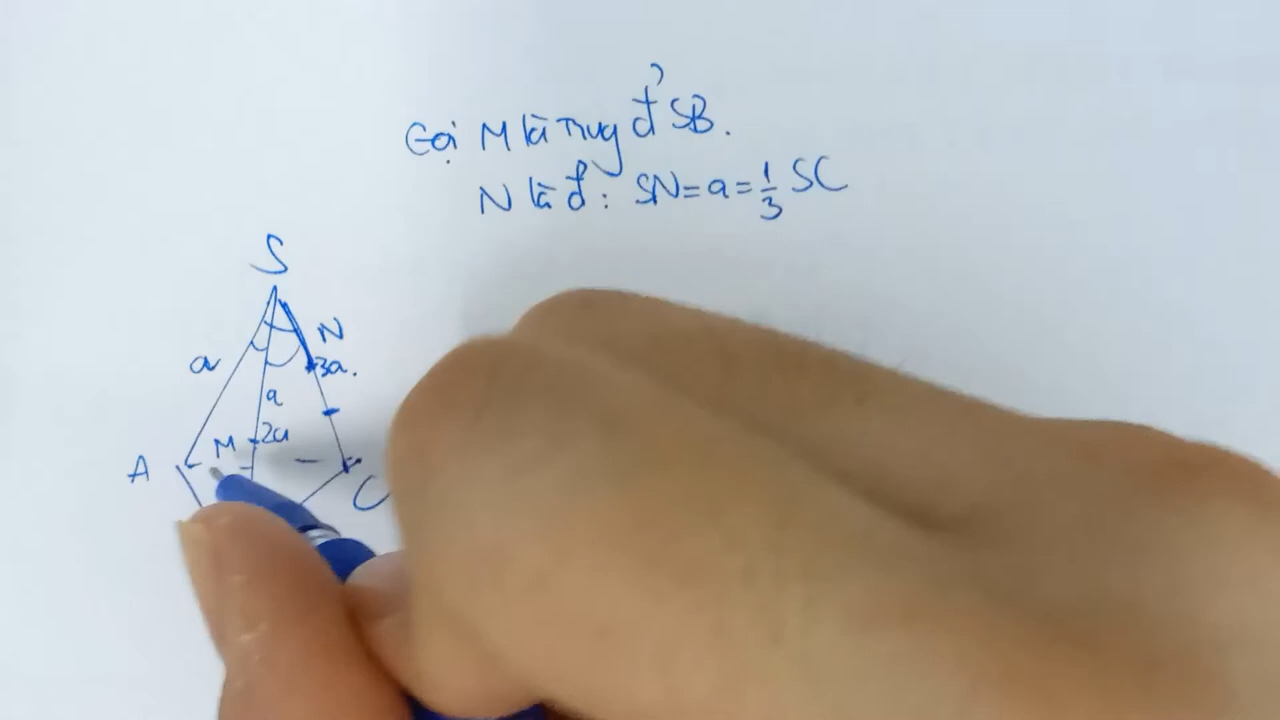 Gọi M là Trung đ' SB.
N là đ': SN=a=1/3 SC
S
N
a
3a.
a
M
2a
A
C